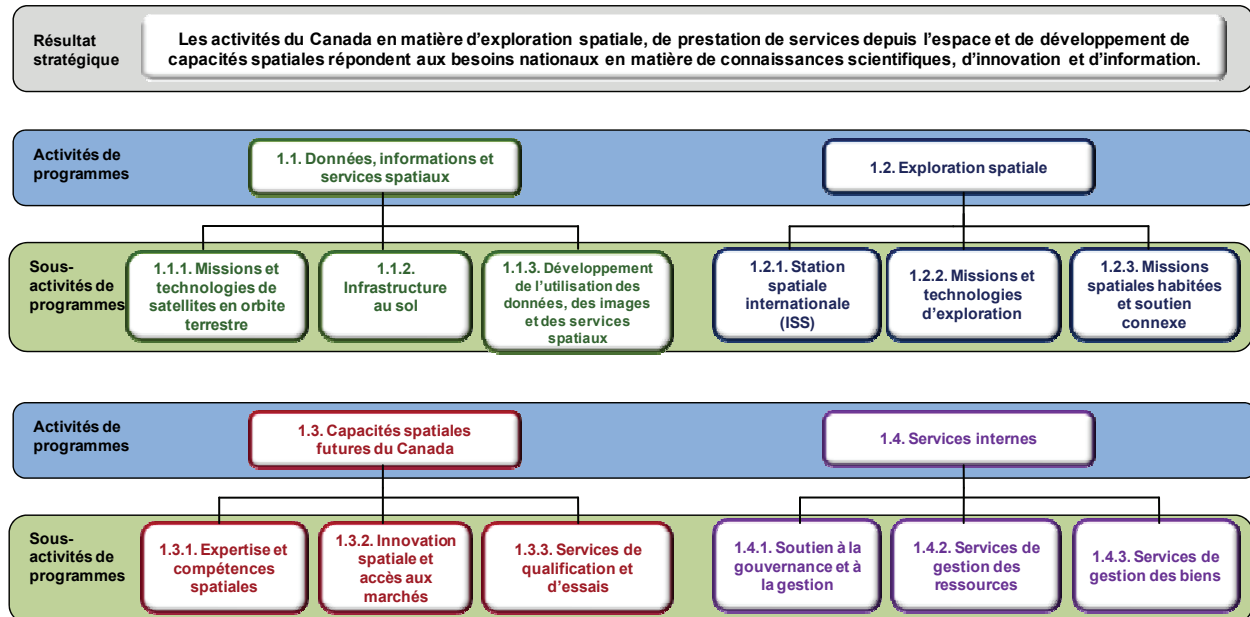 Résultat
stratégique
Les activités du Canada en matière d’exploration spatiale, de prestation de services depuis l’espace et de développement de
capacités spatiales répondent aux besoins nationaux en matière de connaissances scientifiques, d’innovation et d’information.
Activités de
programmes
1.1. Données, informations et
services spatiaux
1.2. Exploration spatiale
Sous-
activités de
programmes
1.1.1. Missions et
technologies de
satellites en orbite
terrestre
1.1.2.
Infrastructure
au sol
1.1.3. Développement
de l’utilisation des
données, des images
et des services
spatiaux
1.2.1. Station
spatiale
internationale
(ISS)
1.2.2. Missions et
technologies
d’exploration
1.2.3. Missions
spatiales habitées
et soutien
connexe
Activités de
programmes
1.3. Capacités spatiales
futures du Canada
1.4. Services internes
Sous-
activités de
programmes
1.3.1. Expertise et
compétences
spatiales
1.3.2. Innovation
spatiale et
accès aux
marchés
1.3.3. Services de
qualification et
d’essais
1.4.1. Soutien à la
gouvernance et à
la gestion
1.4.2. Services de
gestion des
ressources
1.4.3. Services de
gestion des biens